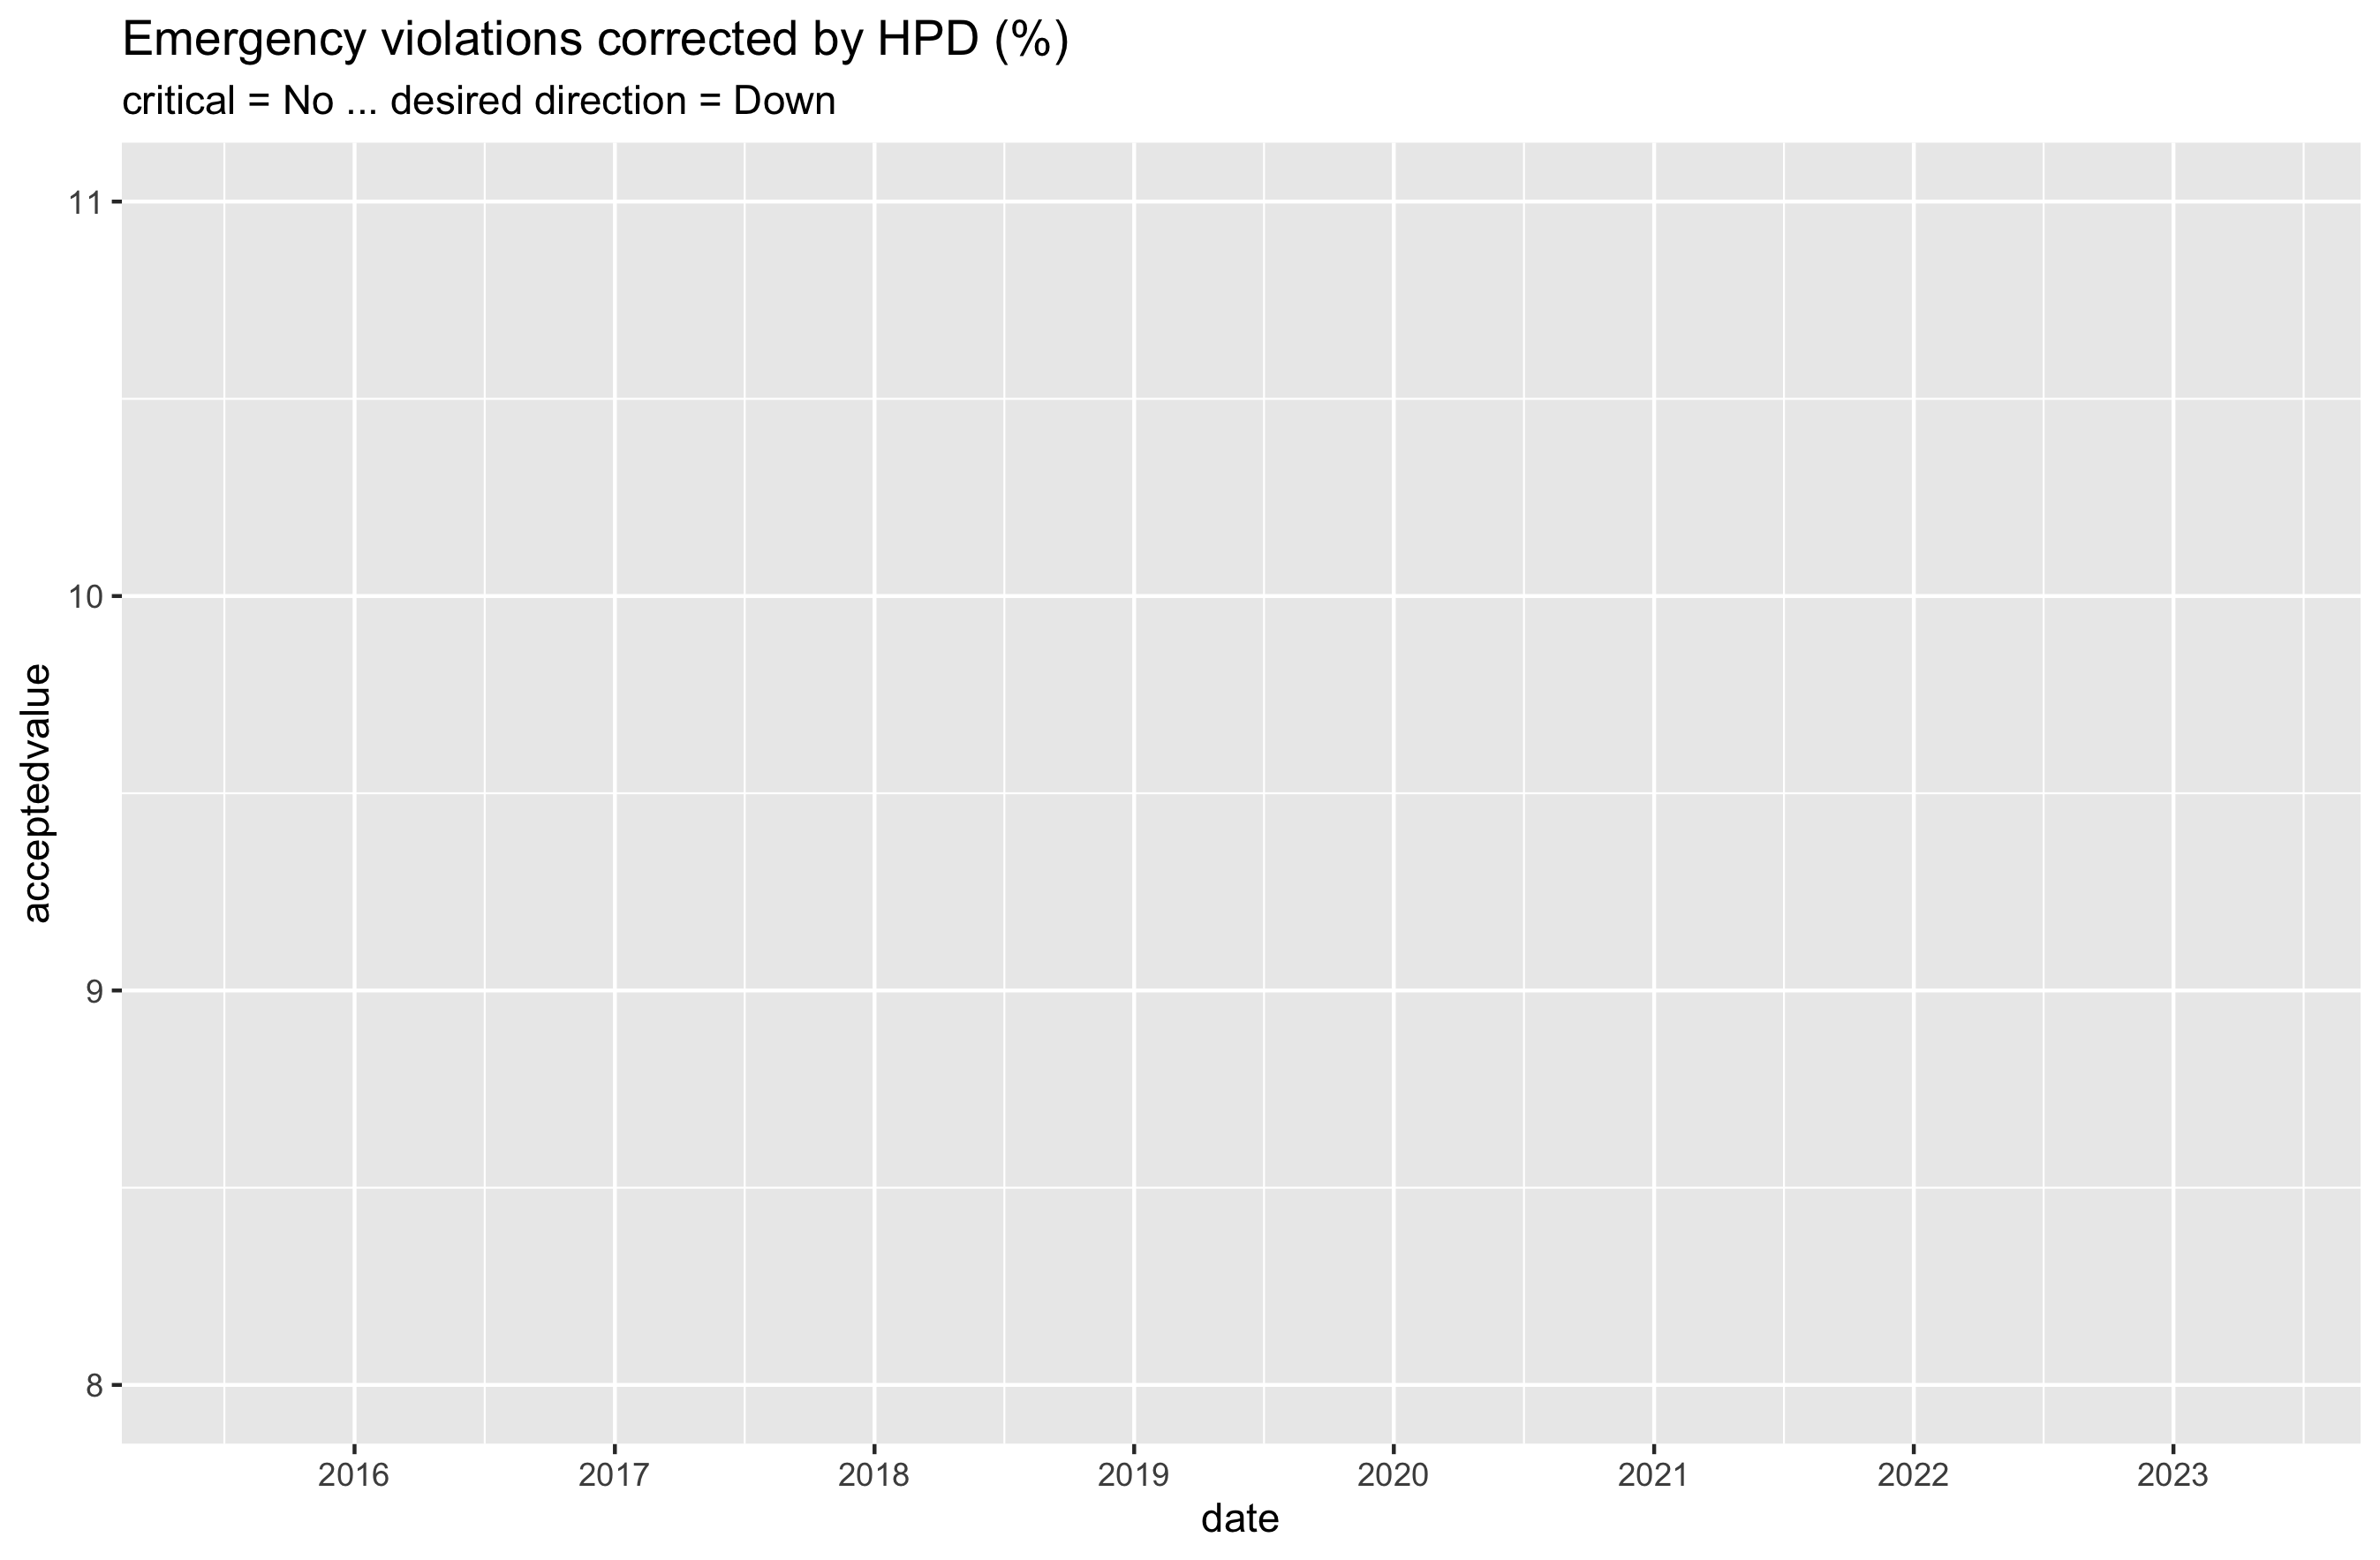 Emergency violations corrected by HPD (%)
critical = No ... desired direction = Down
11
10
9
8
acceptedvalue
2016 2017 2018 2019 2020 2021 2022 2023
date